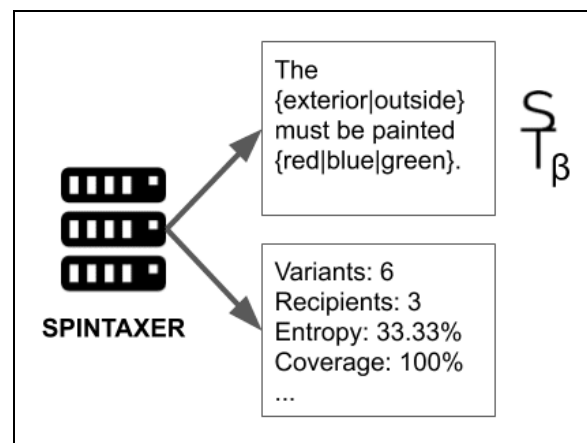 The
{exterior|outside}
must be painted
{red|blue|green}.
S
Tβ
SPINTAXER
Variants: 6
Recipients: 3
Entropy: 33.33%
Coverage: 100%
...